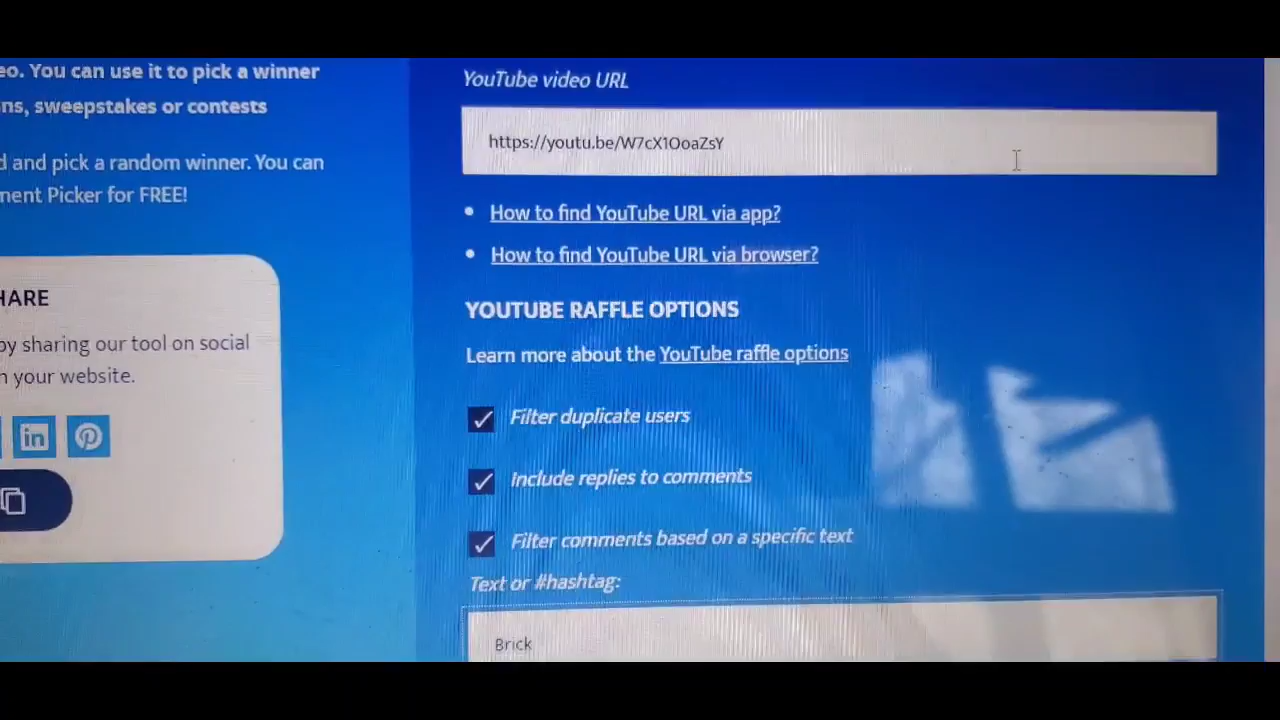 eo. You can use it to pick a winner
ns, sweepstakes or contests
d and pick a random winner. You can
ment Picker for FREE!
HARE
by sharing our tool on social
n your website.
in
YouTube video URL
https://youtu.be/W7cX1OoaZsY
How to find YouTube URL via app?
How to find YouTube URL via browser?
YOUTUBE RAFFLE OPTIONS
Learn more about the YouTube raffle options
Filter duplicate users
Include replies to comments
Filter comments based on a specific text
Text or #hashtag:
Brick